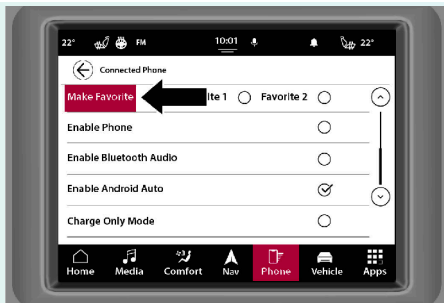 22° FM 10:01 22°
Connected Phone
Make Favorite ite 1 Favorite 2
Enable Phone
Enable Bluetooth Audio
Enable Android Auto
Charge Only Mode
Home Media Comfort Nav Phone Vehicle Apps